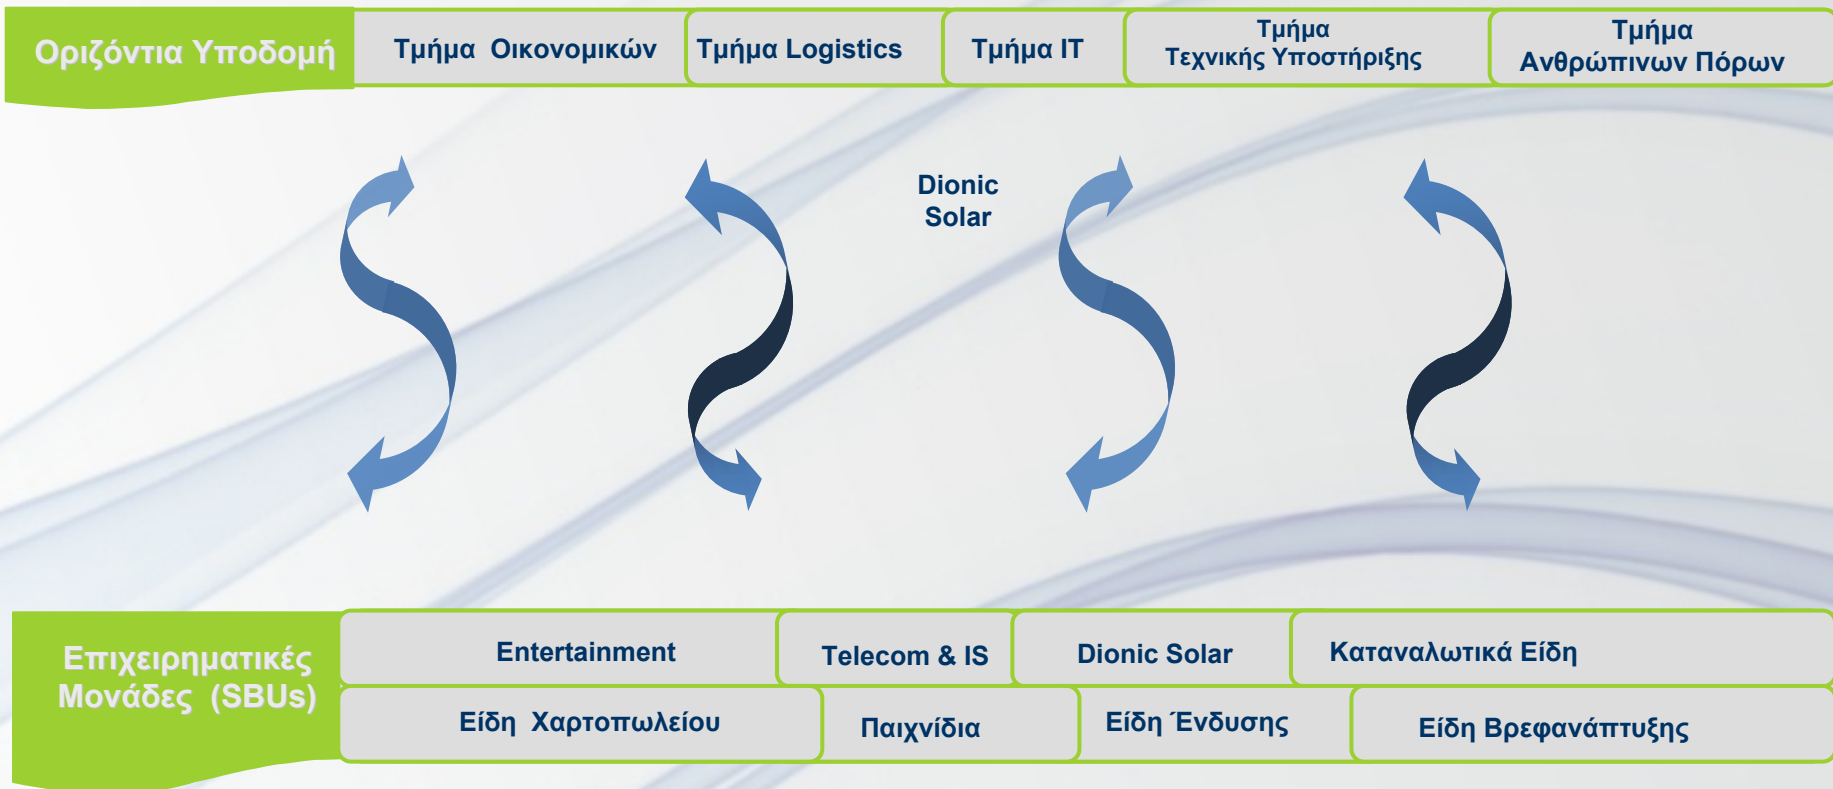 Οριζόντια Υποδομή
Τμήμα Οικονομικών
Τμήμα Logistics
Τμήμα IT
Τμήμα
Τεχνικής Υποστήριξης
Τμήμα
Ανθρώπινων Πόρων
Dionic
Solar
Επιχειρηματικές
Μονάδες (SBUs)
Entertainment
Telecom & IS
Dionic Solar
Καταναλωτικά Είδη
Είδη Χαρτοπωλείου
Παιχνίδια
Είδη Ένδυσης
Είδη Βρεφανάπτυξης